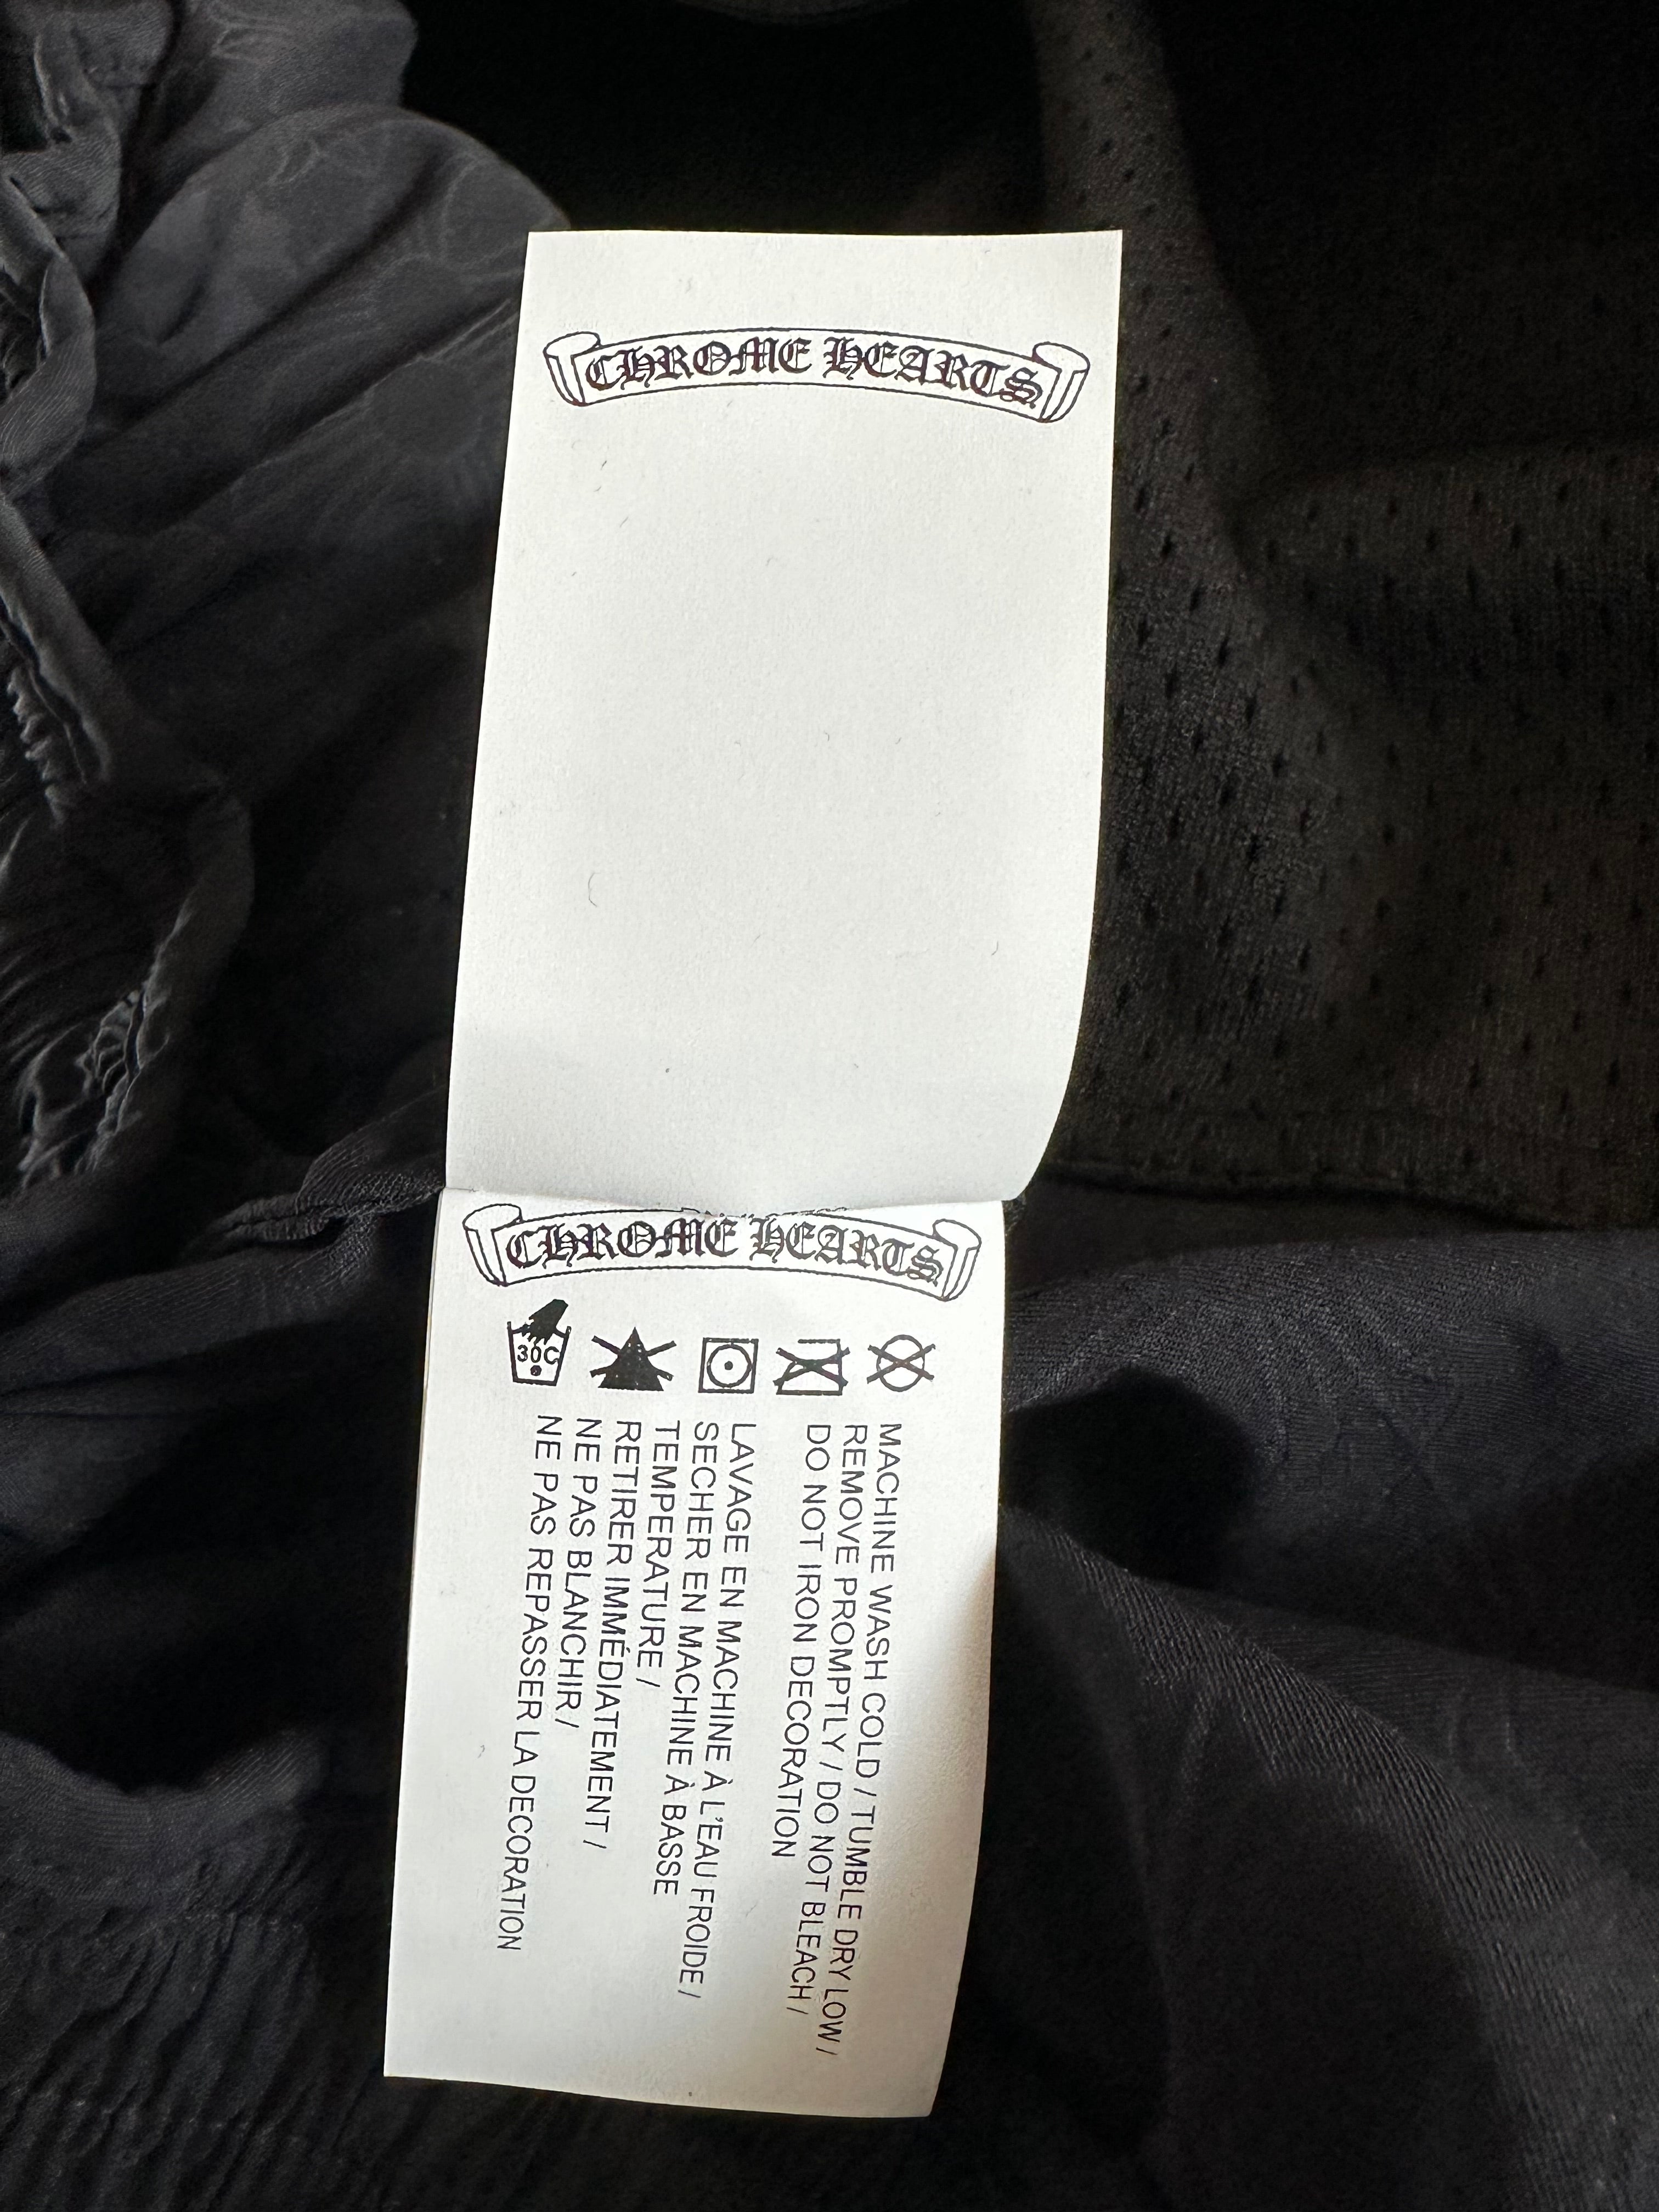 CHROME HEARTS
CHROME HEARTS
30C
MACHINE WASH COLD / TUMBLE DRY LOW /
REMOVE PROMPTLY / DO NOT BLEACH /
DO NOT IRON DECORATION
LAVAGE EN MACHINE À L'EAU FROIDE /
SECHER EN MACHINE À BASSE
TEMPERATURE /
RETIRER IMMÉDIATEMENT /
NE PAS BLANCHIR /
NE PAS REPASSER LA DECORATION